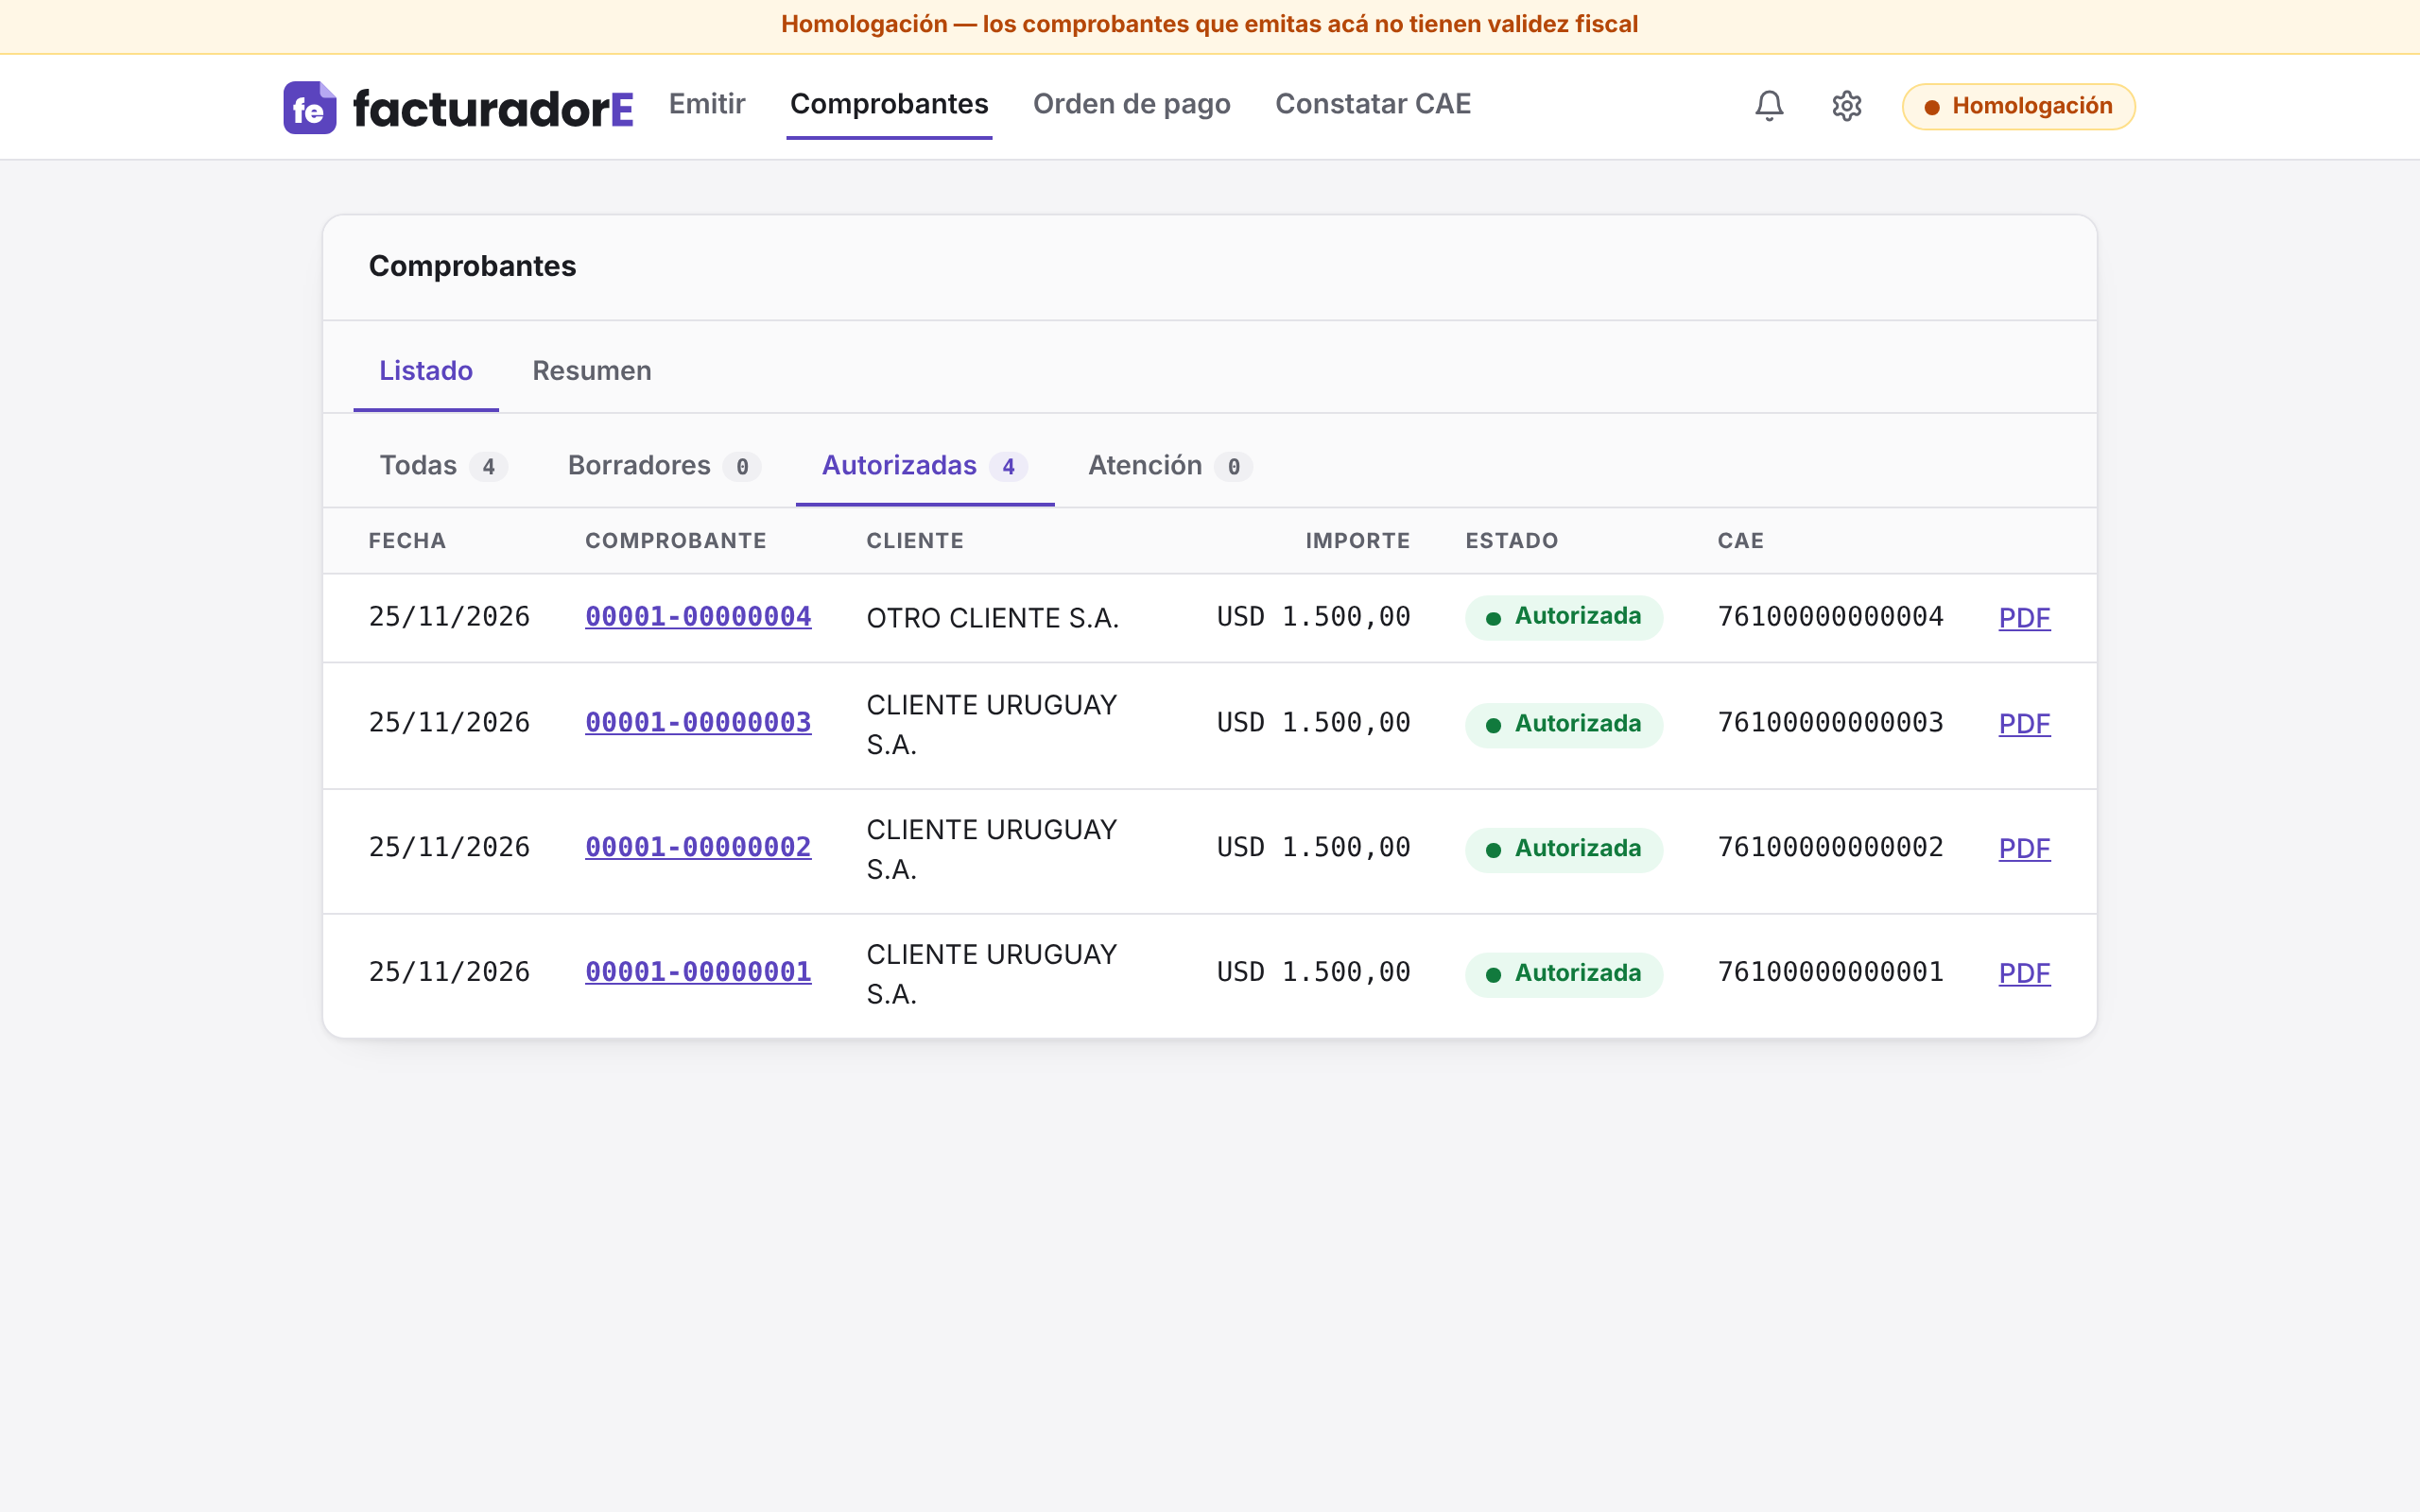 Homologación — los comprobantes que emitas acá no tienen validez fiscal
fe facturadorE Emitir Comprobantes Orden de pago Constatar CAE Homologación
Comprobantes
Listado Resumen
Todas 4 Borradores 0 Autorizadas 4 Atención 0
FECHA COMPROBANTE CLIENTE IMPORTE ESTADO CAE
25/11/2026 00001-00000004 OTRO CLIENTE S.A. USD 1.500,00 Autorizada 76100000000004 PDF
25/11/2026 00001-00000003 CLIENTE URUGUAY S.A. USD 1.500,00 Autorizada 76100000000003 PDF
25/11/2026 00001-00000002 CLIENTE URUGUAY S.A. USD 1.500,00 Autorizada 76100000000002 PDF
25/11/2026 00001-00000001 CLIENTE URUGUAY S.A. USD 1.500,00 Autorizada 76100000000001 PDF